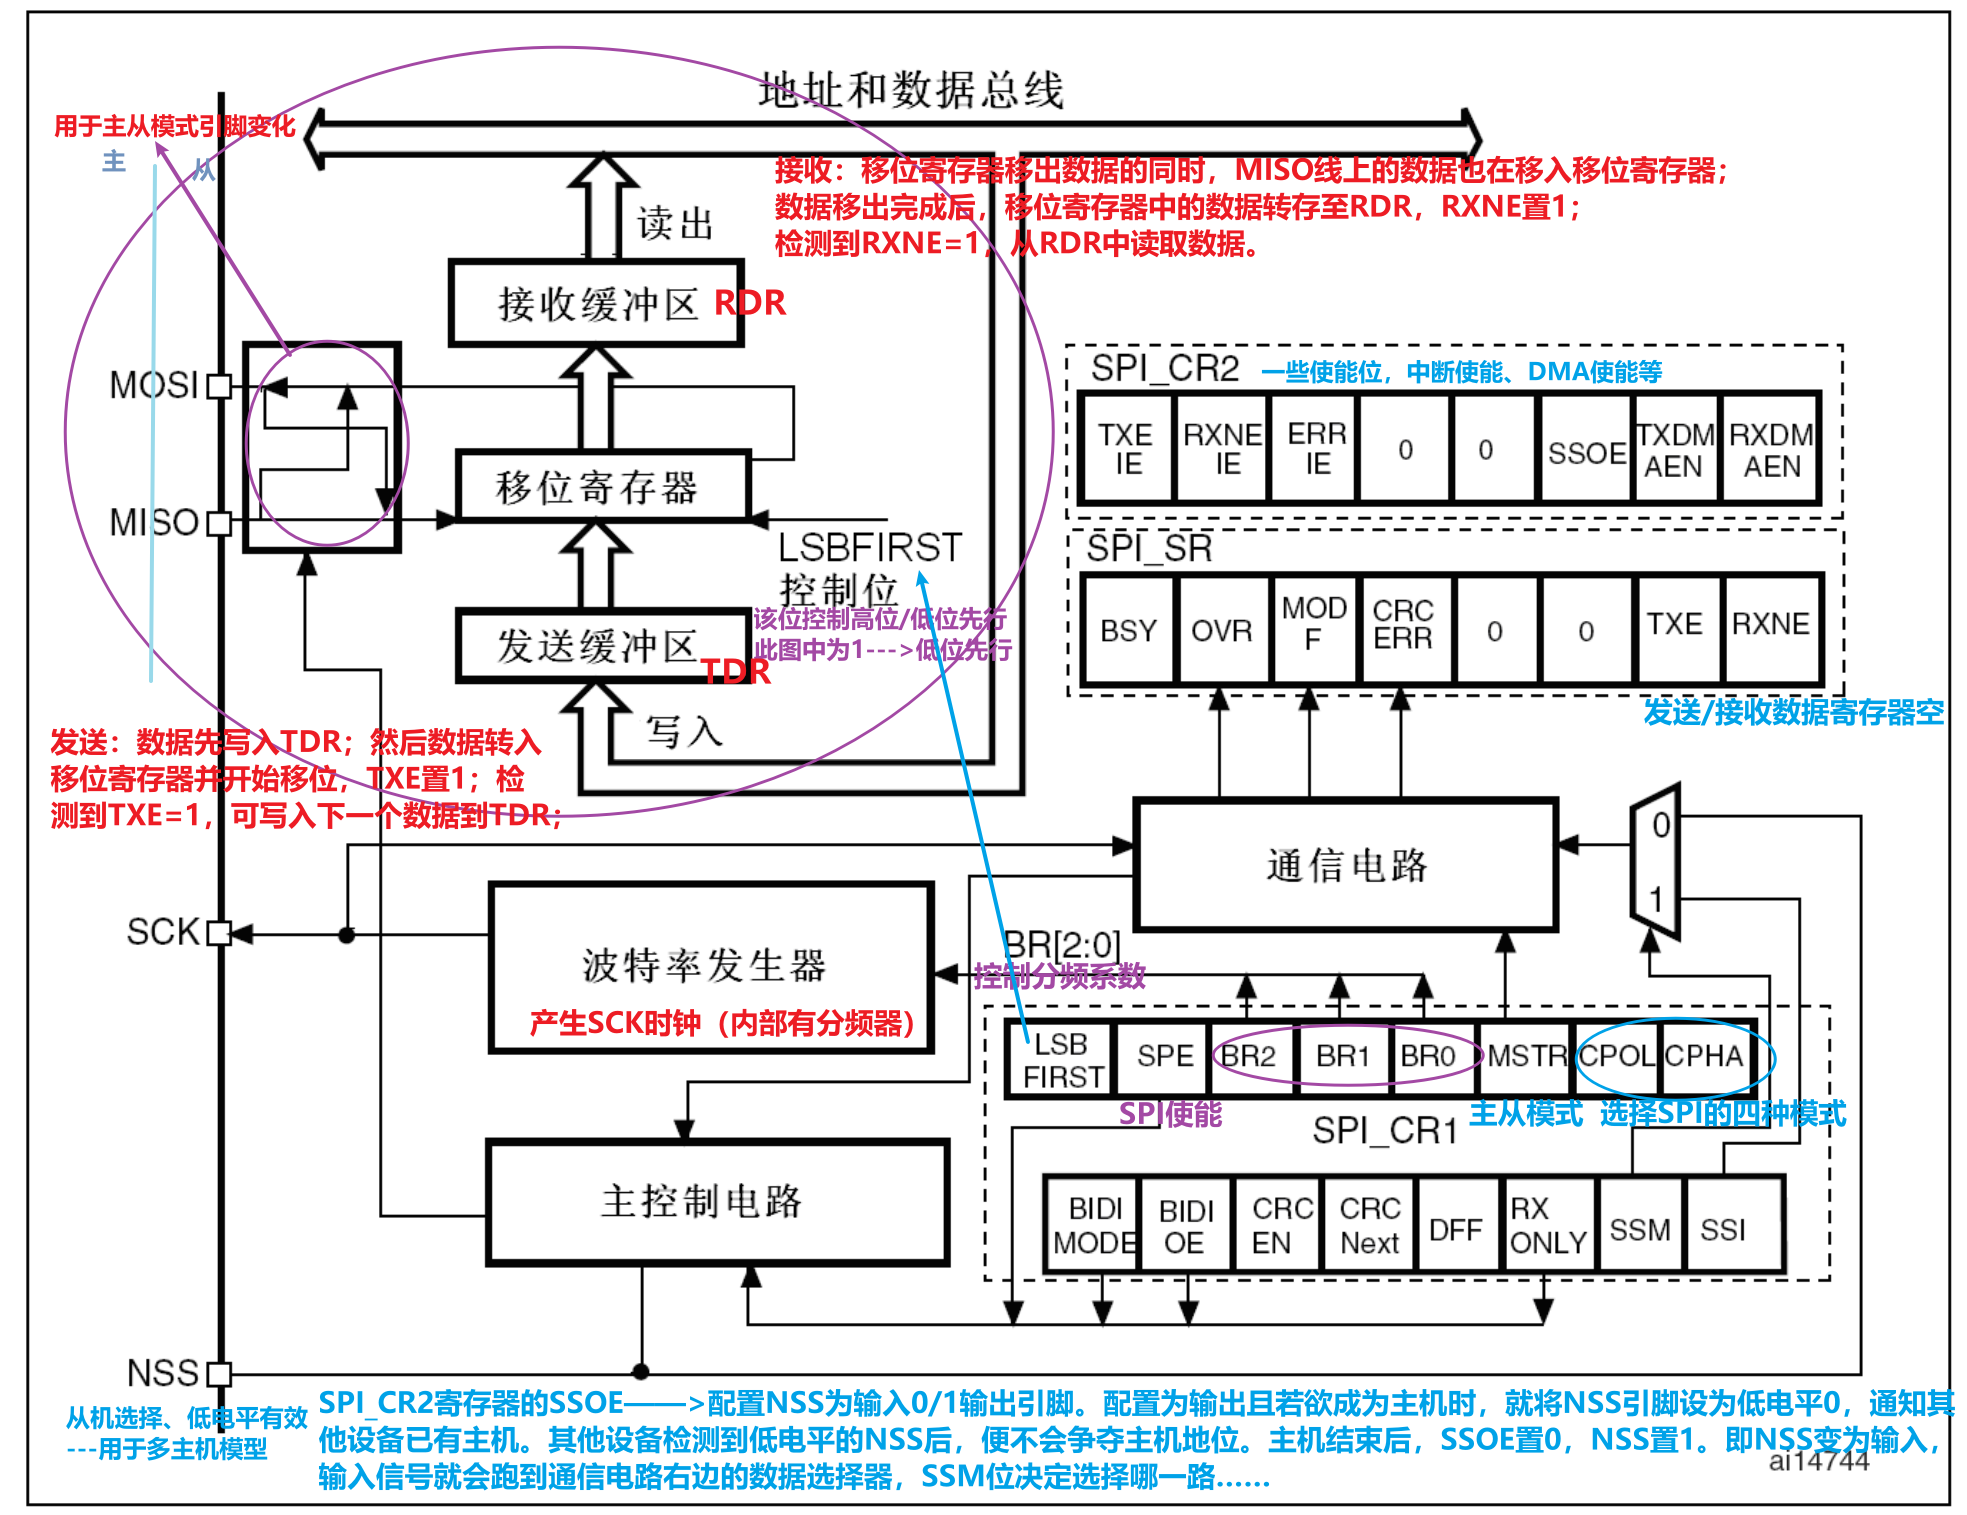 地址和数据总线
用于主从模式引脚变化
主
从
接收：移位寄存器移出数据的同时，MISO线上的数据也在移入移位寄存器；
数据移出完成后，移位寄存器中的数据转存至RDR，RXNE置1；
检测到RXNE=1，从RDR中读取数据。
读出
接收缓冲区
RDR
MOSI
MISO
移位寄存器
LSBFIRST
控制位
该位控制高位/低位先行
此图中为1--->低位先行
发送缓冲区
TDR
写入
发送：数据先写入TDR；然后数据转入
移位寄存器并开始移位，TXE置1；检
测到TXE=1，可写入下一个数据到TDR；
SPI_CR2
一些使能位，中断使能、DMA使能等
TXE
IE
RXNE
IE
ERR
IE
0
0
SSOE
TXDM
AEN
RXDM
AEN
SPI_SR
BSY
OVR
MOD
F
CRC
ERR
0
0
TXE
RXNE
发送/接收数据寄存器空
通信电路
0
1
SCK
波特率发生器
产生SCK时钟（内部有分频器）
BR[2:0]
控制分频系数
LSB
FIRST
SPE
BR2
BR1
BR0
MSTR
CPOL
CPHA
SPI使能
主从模式
选择SPI的四种模式
SPI_CR1
主控制电路
BIDI
MODE
BIDI
OE
CRC
EN
CRC
Next
DFF
RX
ONLY
SSM
SSI
NSS
从机选择、低电平有效
---用于多主机模型
SPI_CR2寄存器的SSOE——>配置NSS为输入0/1输出引脚。配置为输出且若欲成为主机时，就将NSS引脚设为低电平0，通知其
他设备已有主机。其他设备检测到低电平的NSS后，便不会争夺主机地位。主机结束后，SSOE置0，NSS置1。即NSS变为输入，
输入信号就会跑到通信电路右边的数据选择器，SSM位决定选择哪一路……
ai14744